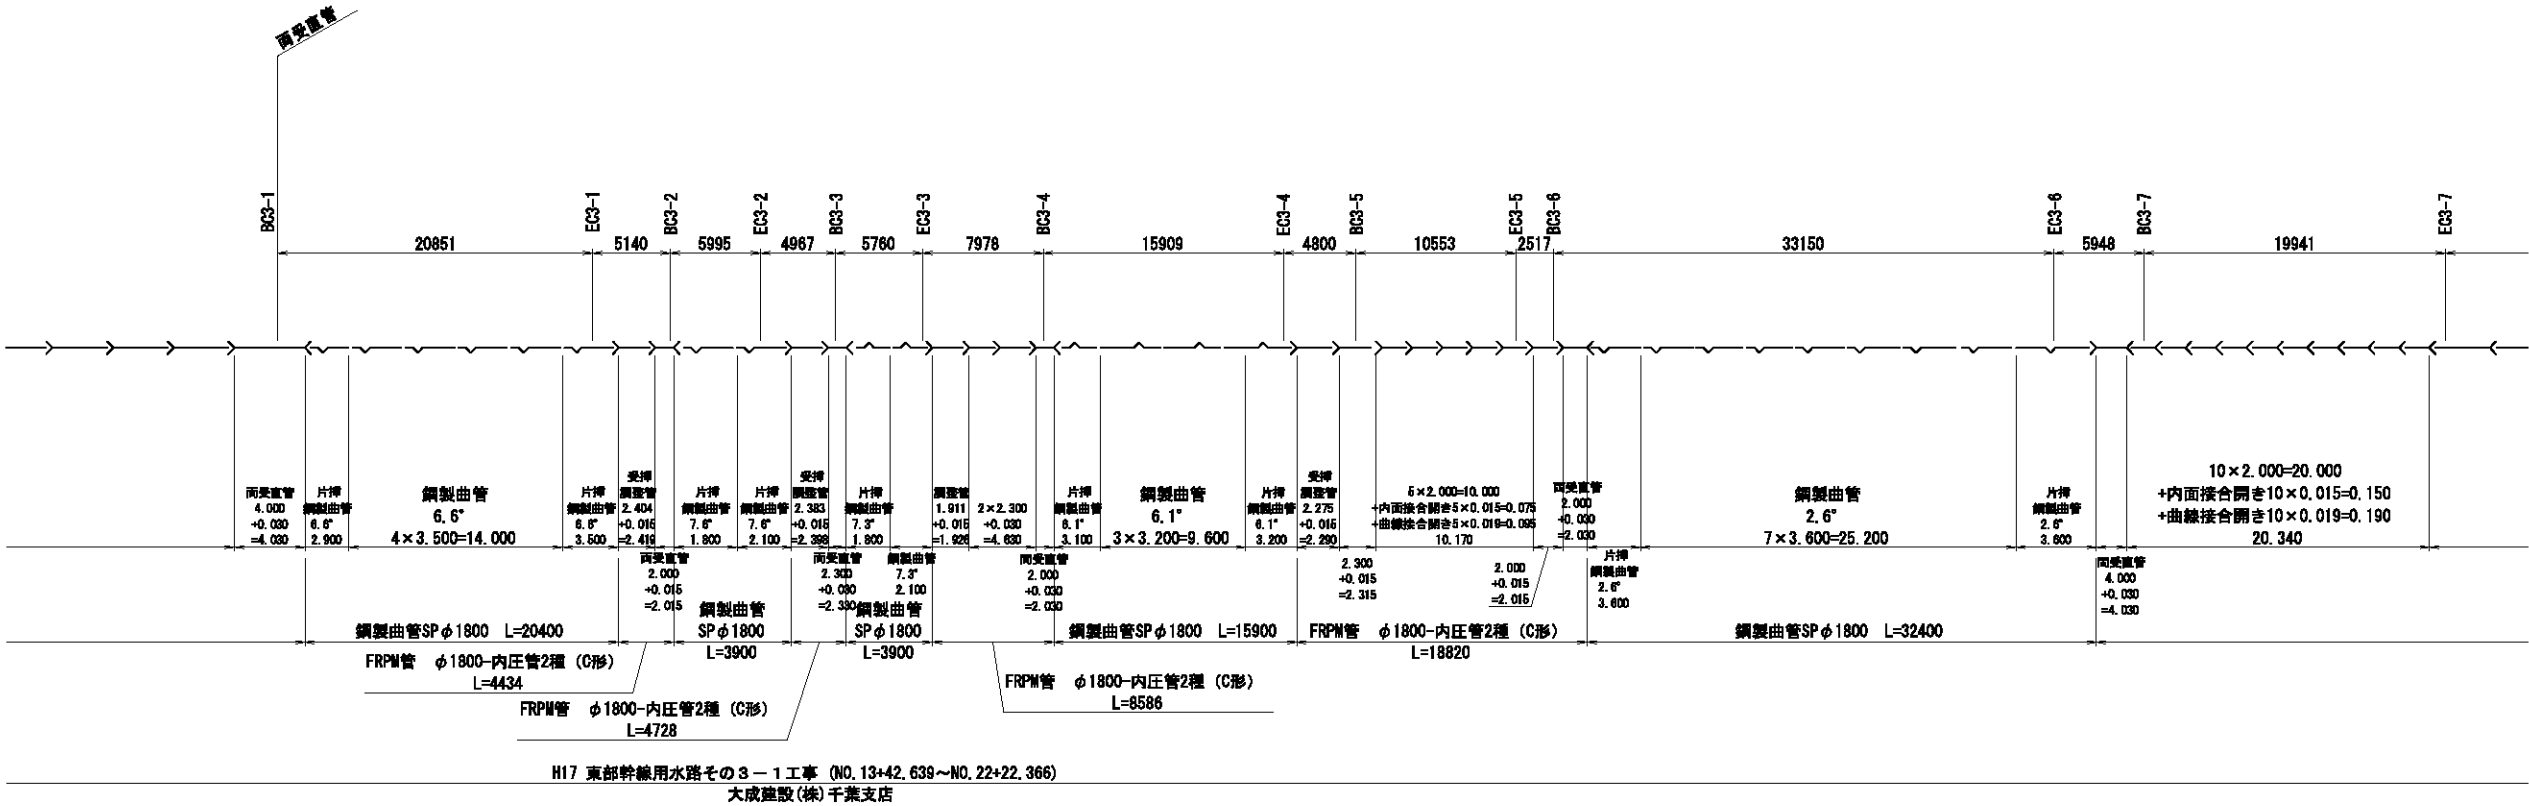 両受直管
BC3-1
EC3-1
BC3-2
EC3-2
BC3-3
EC3-3
BC3-4
EC3-4
BC3-5
EC3-5
BC3-6
EC3-6
BC3-7
EC3-7
20851
5140
5995
4967
5760
7978
15909
4800
10553
2517
33150
5948
19941
両受直管
4.000
+0.030
=4.030
片挿
鋼製曲管
6.6°
2.900
鋼製曲管
6.6°
4×3.500=14.000
片挿
鋼製曲管
6.6°
3.500
受挿
調整管
2.404
+0.015
=2.419
両受直管
2.000
+0.015
=2.015
片挿
鋼製曲管
7.6°
1.800
片挿
鋼製曲管
7.6°
2.100
受挿
調整管
2.383
+0.015
=2.398
両受直管
2.300
+0.030
=2.330
片挿
鋼製曲管
7.3°
1.800
鋼製曲管
7.3°
2.100
調整管
1.911
+0.015
=1.926
2×2.300
+0.030
=4.630
両受直管
2.000
+0.030
=2.030
片挿
鋼製曲管
6.1°
3.100
鋼製曲管
6.1°
3×3.200=9.600
片挿
鋼製曲管
6.1°
3.200
受挿
調整管
2.275
+0.015
=2.290
2.300
+0.015
=2.315
5×2.000=10.000
+内面接合開き5×0.015=0.075
+曲線接合開き5×0.019=0.095
10.170
2.000
+0.015
=2.015
両受直管
2.000
+0.030
=2.030
片挿
鋼製曲管
2.6°
3.600
鋼製曲管
2.6°
7×3.600=25.200
片挿
鋼製曲管
2.6°
3.600
両受直管
4.000
+0.030
=4.030
10×2.000=20.000
+内面接合開き10×0.015=0.150
+曲線接合開き10×0.019=0.190
20.340
鋼製曲管SPφ1800 L=20400
FRPM管 φ1800-内圧管2種(C形)
L=4434
鋼製曲管
SPφ1800
L=3900
FRPM管 φ1800-内圧管2種(C形)
L=4728
鋼製曲管
SPφ1800
L=3900
FRPM管 φ1800-内圧管2種(C形)
L=8586
鋼製曲管SPφ1800 L=15900
FRPM管 φ1800-内圧管2種(C形)
L=18820
鋼製曲管SPφ1800 L=32400
H17 東部幹線用水路その3-1工事 (NO.13+42.639~NO.22+22.366)
大成建設(株)千葉支店